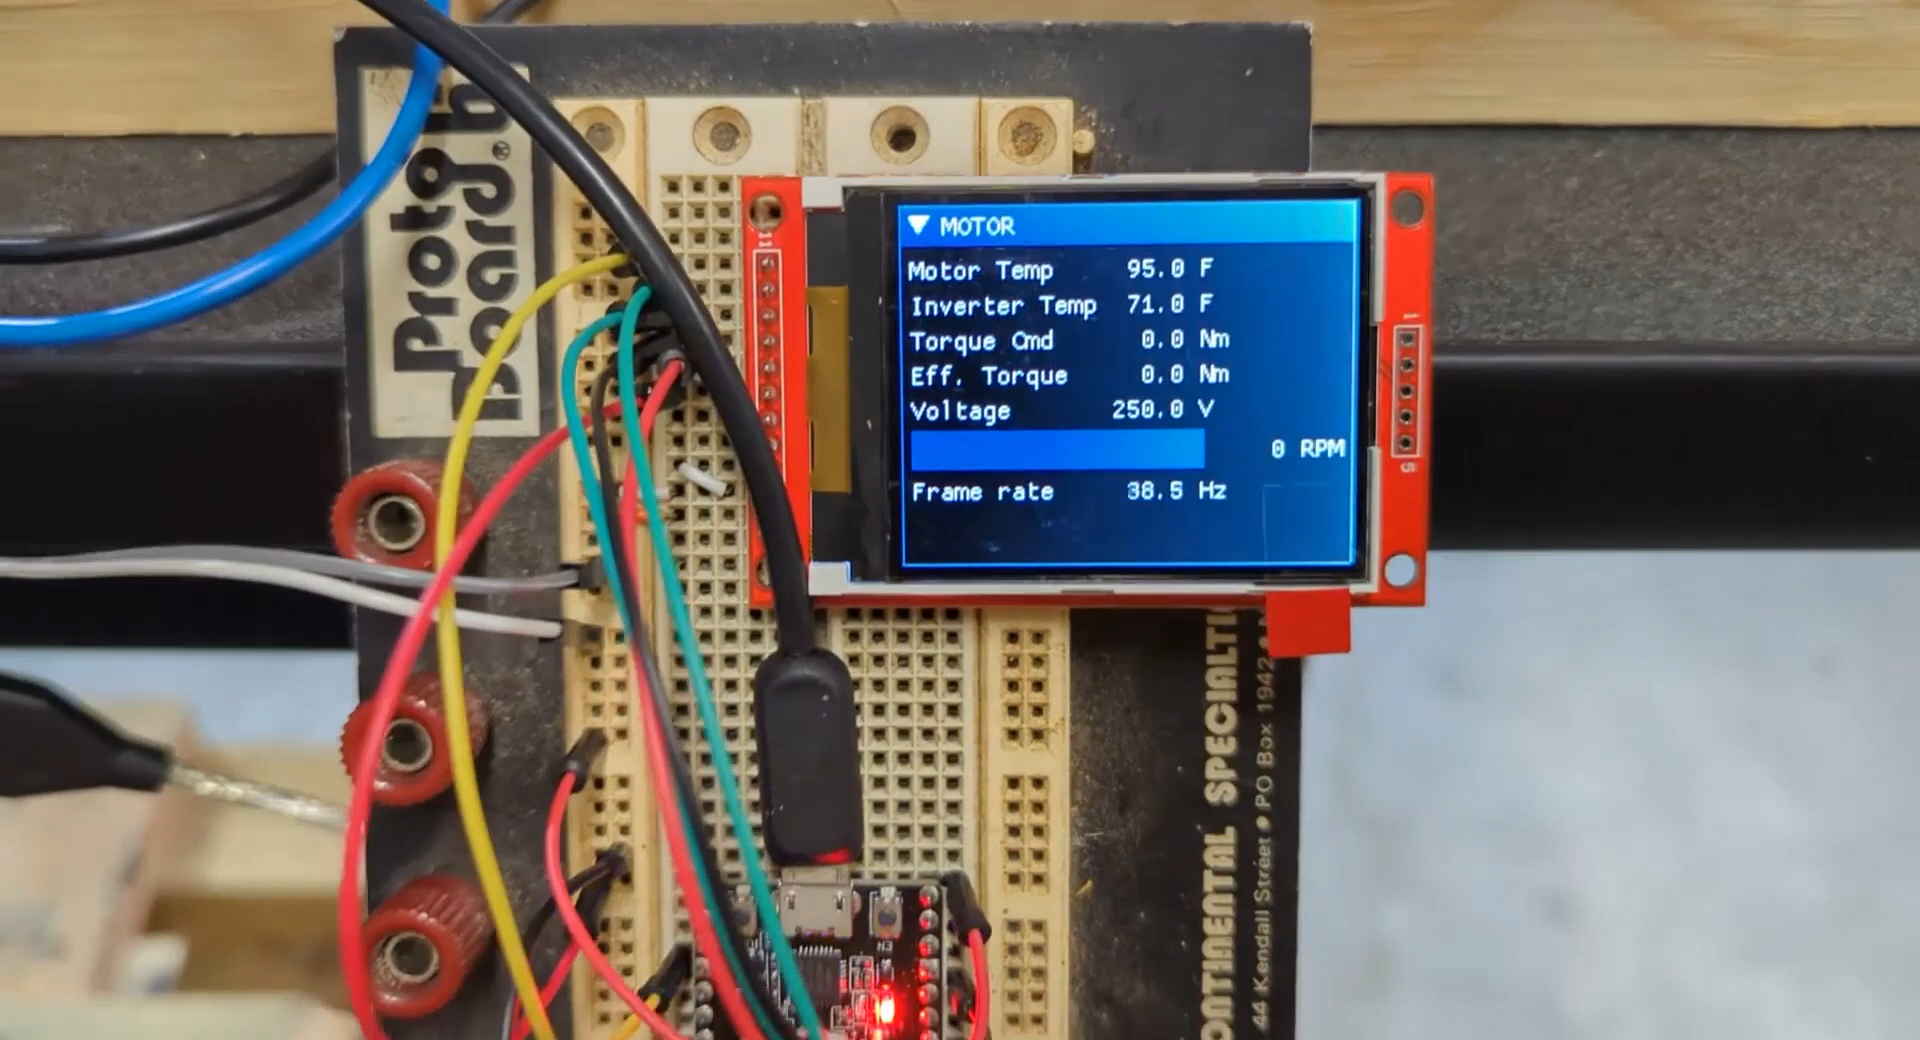 Proto
Board.
®
MOTOR
Motor Temp 95.0 F
Inverter Temp 71.0 F
Torque Cmd 0.0 Nm
Eff. Torque 0.0 Nm
Voltage 250.0 V
0 RPM
Frame rate 38.5 Hz
CONTINENTAL SPECIALTI
44 Kendall Street • PO Box 1942